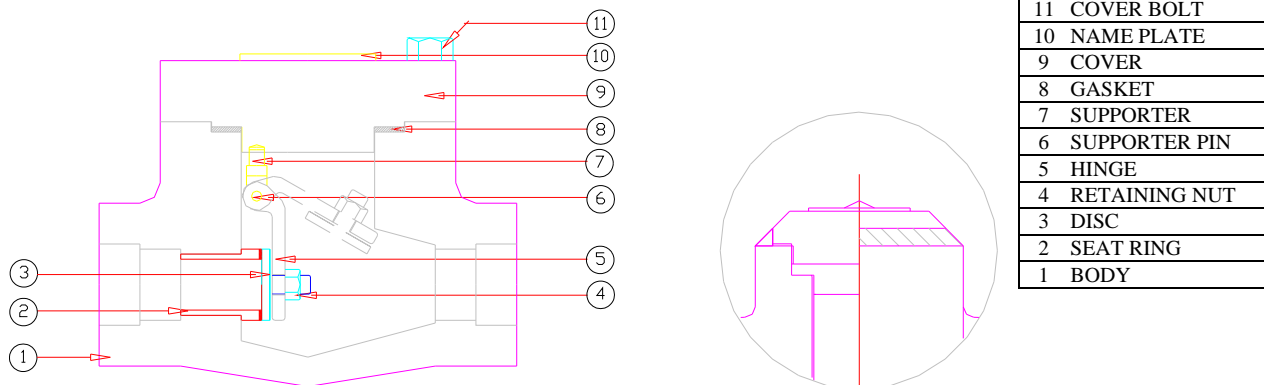 11
10
9
8
7
6
5
4
3
2
1
11 COVER BOLT
10 NAME PLATE
9 COVER
8 GASKET
7 SUPPORTER
6 SUPPORTER PIN
5 HINGE
4 RETAINING NUT
3 DISC
2 SEAT RING
1 BODY